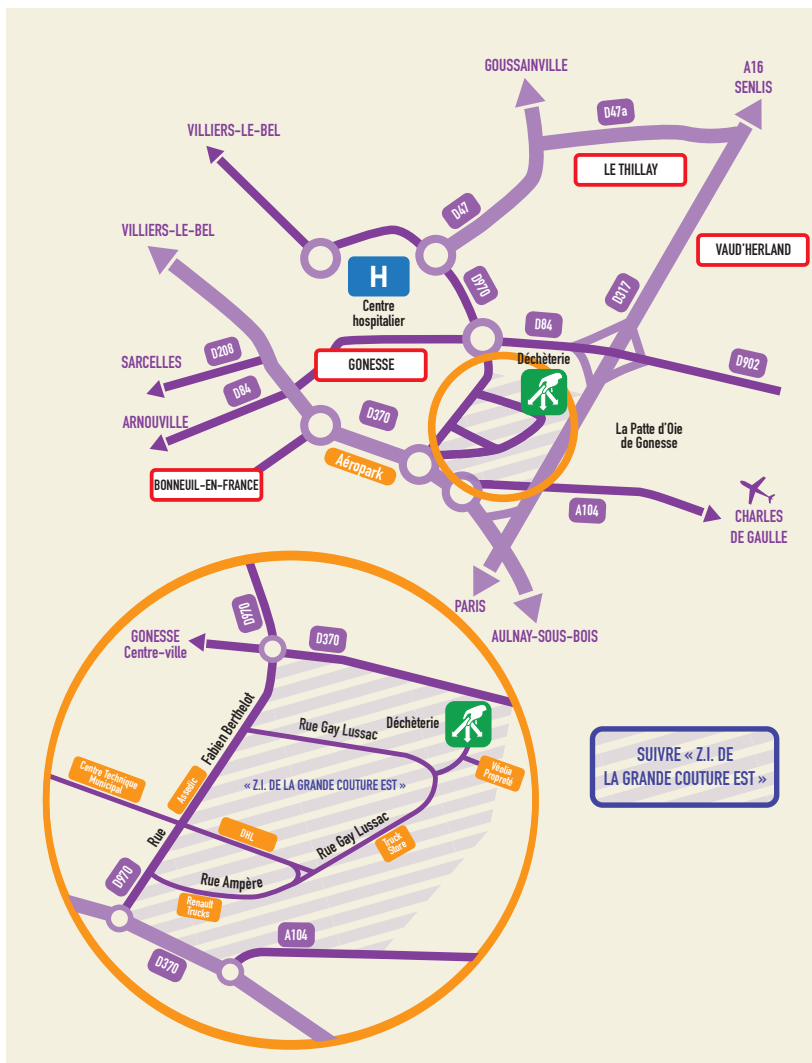 GOUSSAINVILLE
A16
SENLIS
D47a
VILLIERS-LE-BEL
LE THILLAY
D47
VILLIERS-LE-BEL
VAUD'HERLAND
H
D970
D317
Centre
hospitalier
D84
D208
Déchèterie
D902
SARCELLES
GONESSE
D84
D370
ARNOUVILLE
La Patte d'Oie
de Gonesse
Aéropark
BONNEUIL-EN-FRANCE
A104
CHARLES
DE GAULLE
PARIS
AULNAY-SOUS-BOIS
D970
GONESSE
Centre-ville
D370
Fabien Berthelot
Rue Gay Lussac
Déchèterie
Centre Technique
Municipal
Assedic
« Z.I. DE LA GRANDE COUTURE EST »
Véolia
Propreté
SUIVRE « Z.I. DE
LA GRANDE COUTURE EST »
Rue
DHL
Rue Gay Lussac
Truck
Store
D970
Rue Ampère
Renault
Trucks
A104
D370